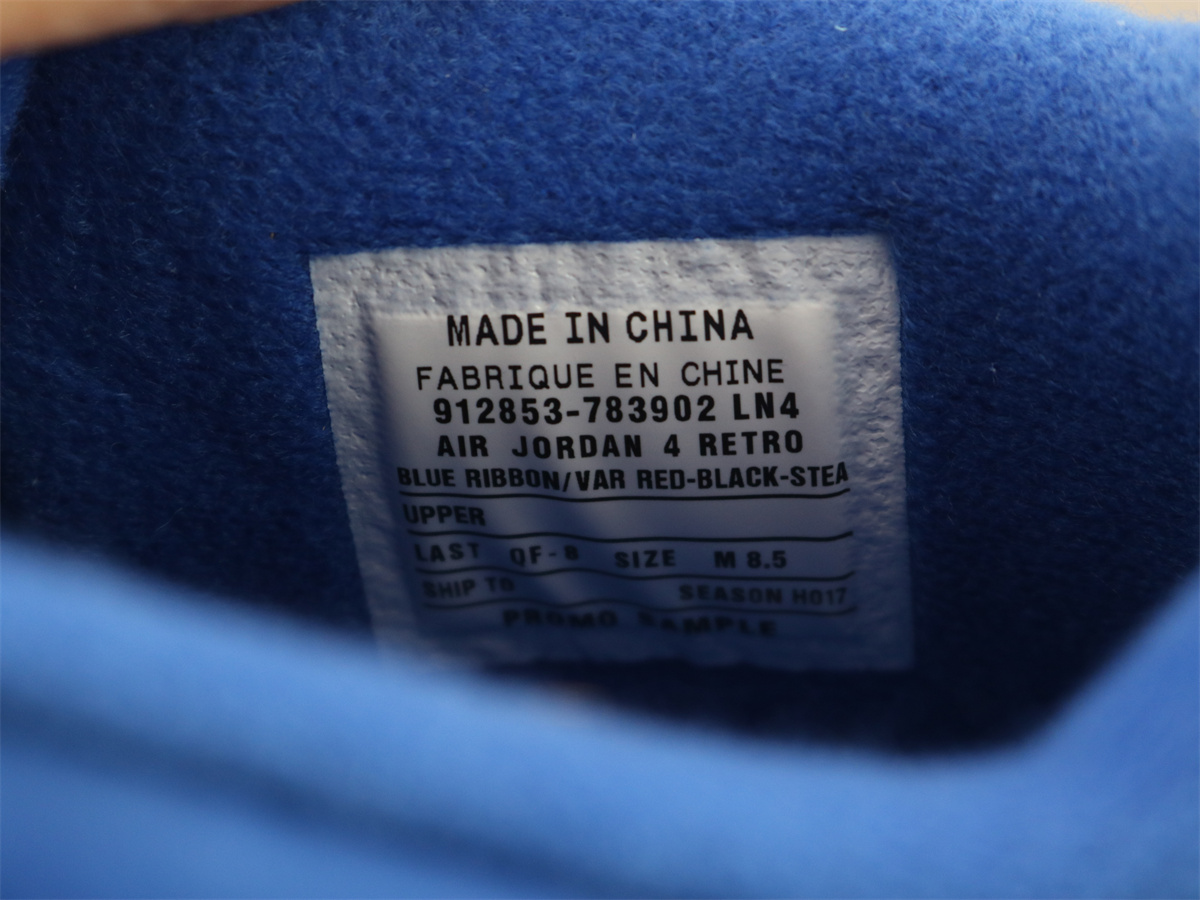 MADE IN CHINA
FABRIQUE EN CHINE
912853-783902 LN4
AIR JORDAN 4 RETRO
BLUE RIBBON/VAR RED-BLACK-STEA
UPPER
LAST QF-8 SIZE M 8.5
SHIP TO SEASON HO17
PROMO SAMPLE